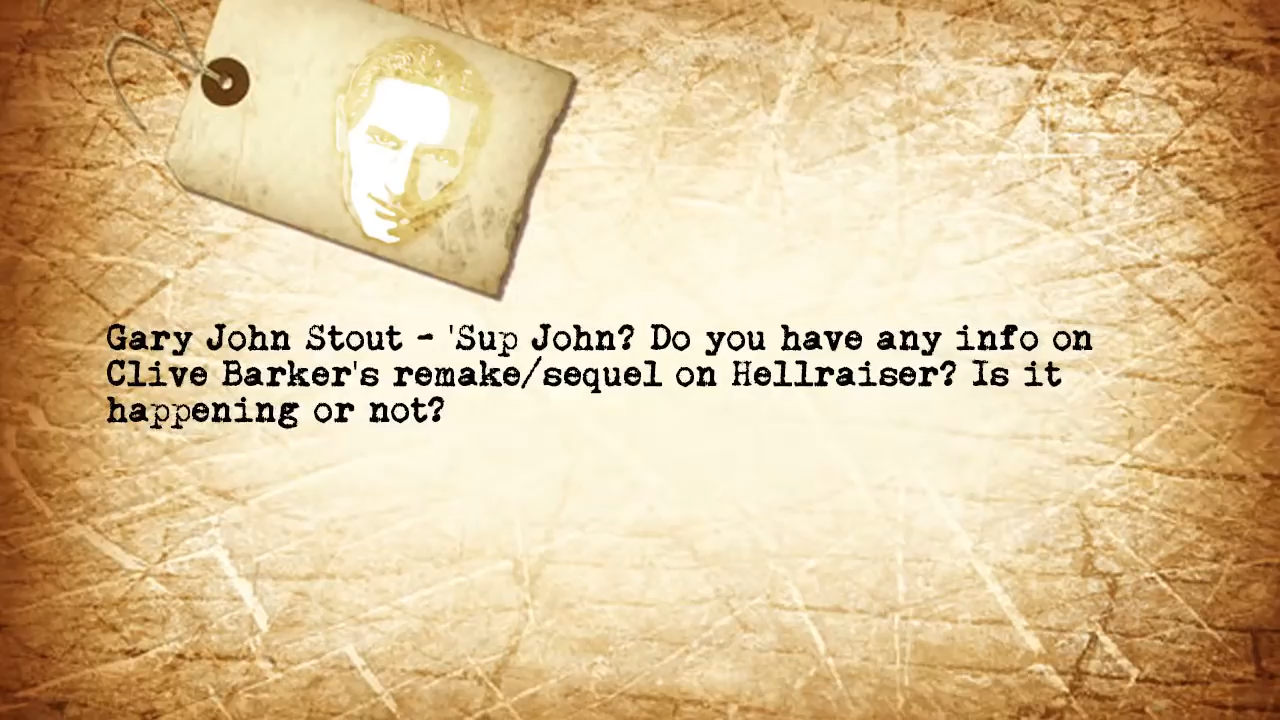 Gary John Stout - 'Sup John? Do you have any info on
Clive Barker's remake/sequel on Hellraiser? Is it
happening or not?